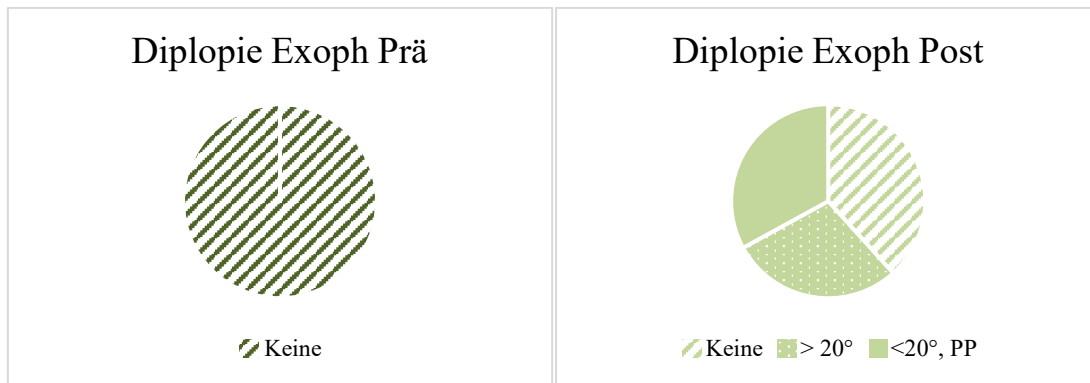 Diplopie Exoph Prä
Keine
Diplopie Exoph Post
Keine > 20° <20°, PP